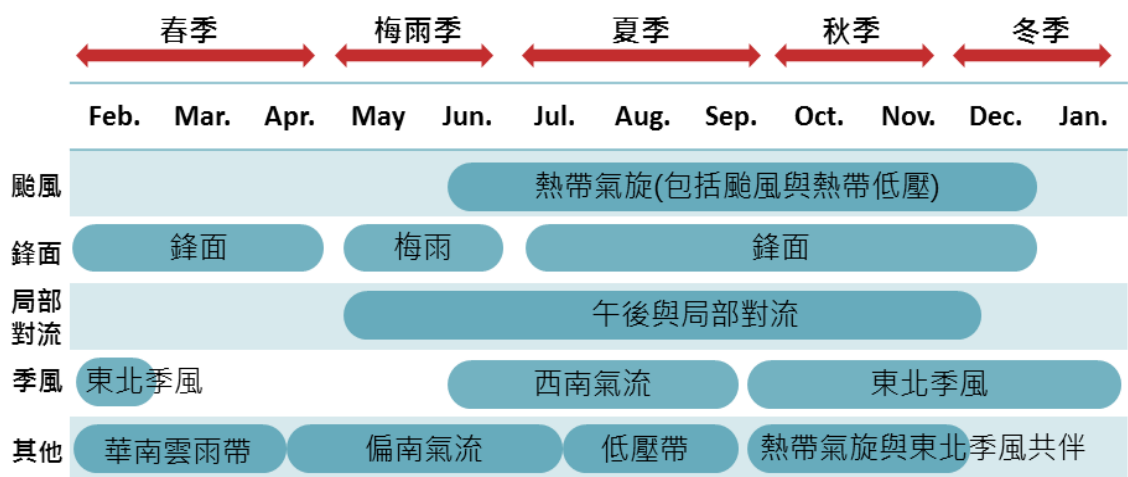 春季 梅雨季 夏季 秋季 冬季
Feb. Mar. Apr. May Jun. Jul. Aug. Sep. Oct. Nov. Dec. Jan.
颱風 熱帶氣旋(包括颱風與熱帶低壓)
鋒面 鋒面 梅雨 鋒面
局部
對流 午後與局部對流
季風 東北季風 西南氣流 東北季風
其他 華南雲雨帶 偏南氣流 低壓帶 熱帶氣旋與東北季風共伴